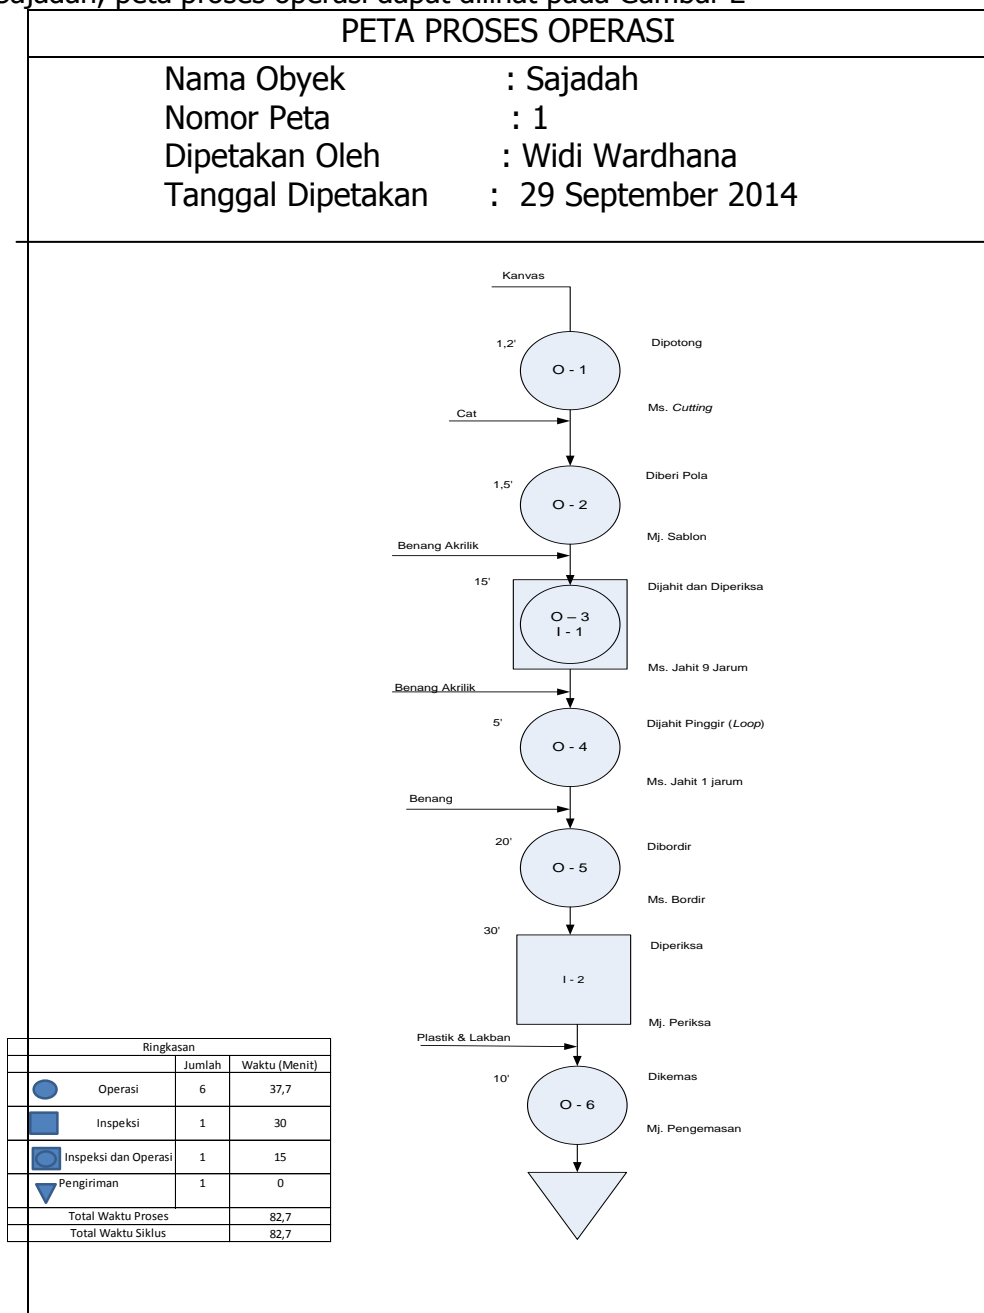 Sajadah, peta proses operasi dapat dilihat pada Gambar 2
PETA PROSES OPERASI
Nama Obyek : Sajadah
Nomor Peta : 1
Dipetakan Oleh : Widi Wardhana
Tanggal Dipetakan : 29 September 2014
Kanvas
1,2' O - 1 Dipotong
Ms. Cutting
Cat
1,5' O - 2 Diberi Pola
Mj. Sablon
Benang Akrilik
15' Dijahit dan Diperiksa
O – 3
I - 1
Ms. Jahit 9 Jarum
Benang Akrilik
5' O - 4 Dijahit Pinggir (Loop)
Ms. Jahit 1 jarum
Benang
20' O - 5 Dibordir
Ms. Bordir
30' I - 2 Diperiksa
Mj. Periksa
Plastik & Lakban
10' O - 6 Dikemas
Mj. Pengemasan
Ringkasan
Jumlah Waktu (Menit)
Operasi 6 37,7
Inspeksi 1 30
Inspeksi dan Operasi 1 15
Pengiriman 1 0
Total Waktu Proses 82,7
Total Waktu Siklus 82,7